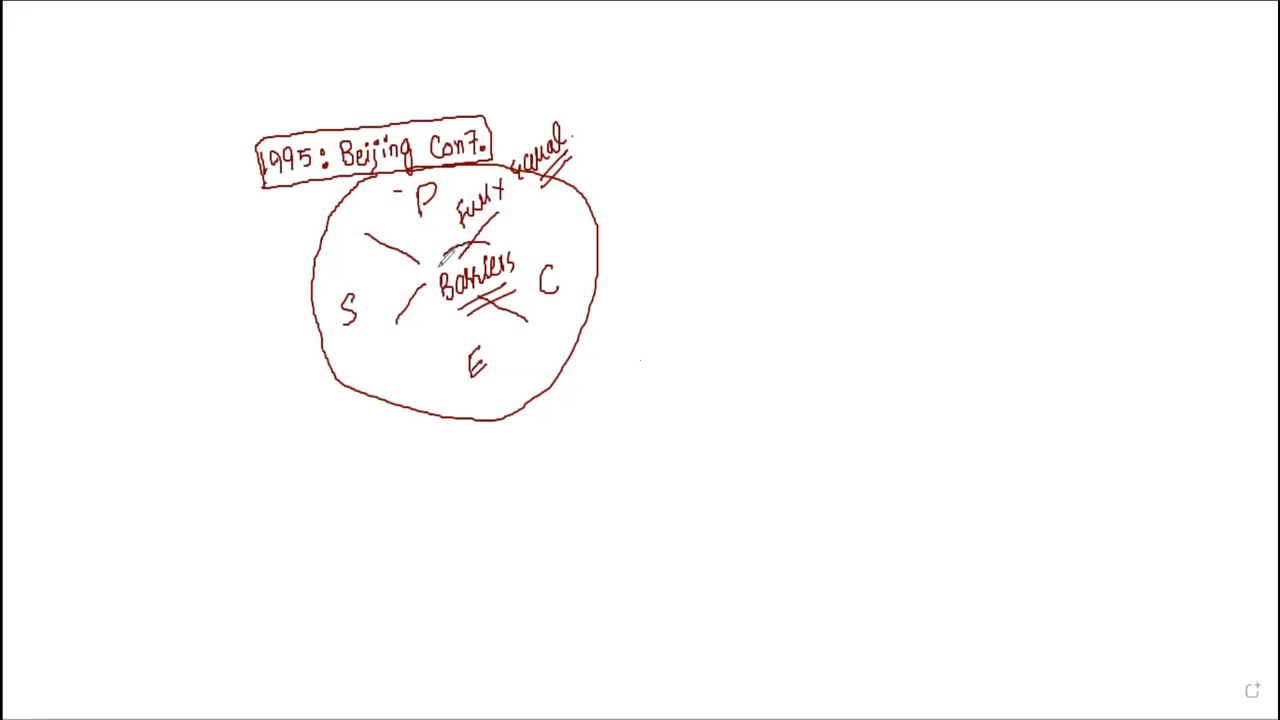 1995: Beijing Conf.
- P
Full + equal
Barriers
S
C
E